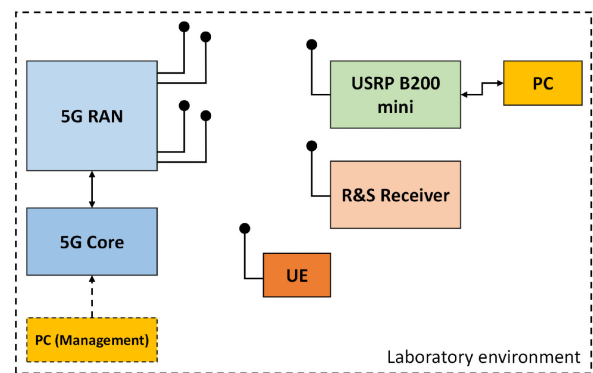 5G RAN
USRP B200
mini
PC
R&S Receiver
5G Core
UE
PC (Management)
Laboratory environment